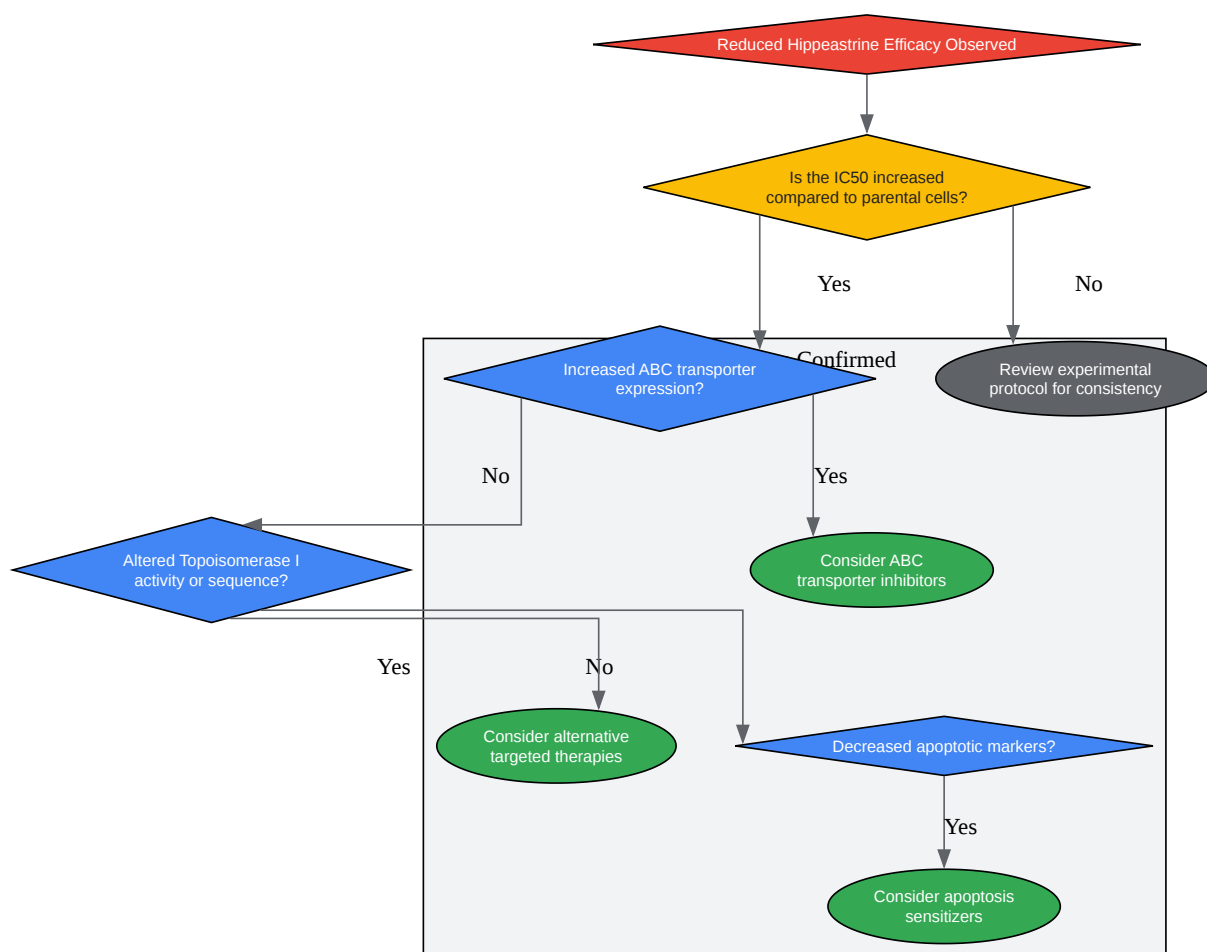 Reduced Hippeastrine Efficacy Observed
Is the IC50 increased
compared to parental cells?
Yes
No
Confirmed
Increased ABC transporter
expression?
Review experimental
protocol for consistency
No
Yes
Altered Topoisomerase I
activity or sequence?
Consider ABC
transporter inhibitors
Yes
No
Consider alternative
targeted therapies
Decreased apoptotic markers?
Yes
Consider apoptosis
sensitizers